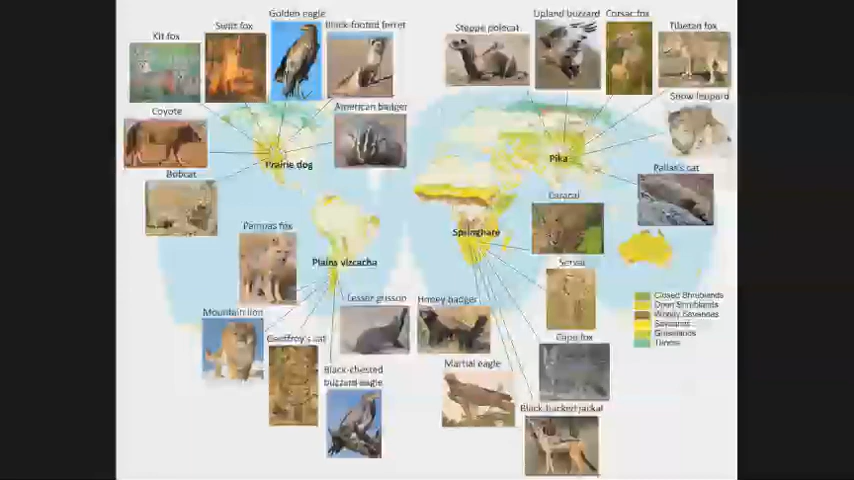 Golden eagle
Swift fox
Black-footed ferret
Kit fox
Steppe polecat
Upland buzzard
Corsac fox
Tibetan fox
Coyote
American badger
Snow leopard
Prairie dog
Pika
Bobcat
Pallas's cat
Caracal
Pampas fox
Springhare
Plains vizcacha
Serval
Lesser grison
Honey badger
Closed Shrublands
Open Shrublands
Woody Savannas
Savannas
Grasslands
Tundra
Mountain lion
Geoffroy's cat
Cape fox
Black-chested
buzzard-eagle
Martial eagle
Black-backed jackal